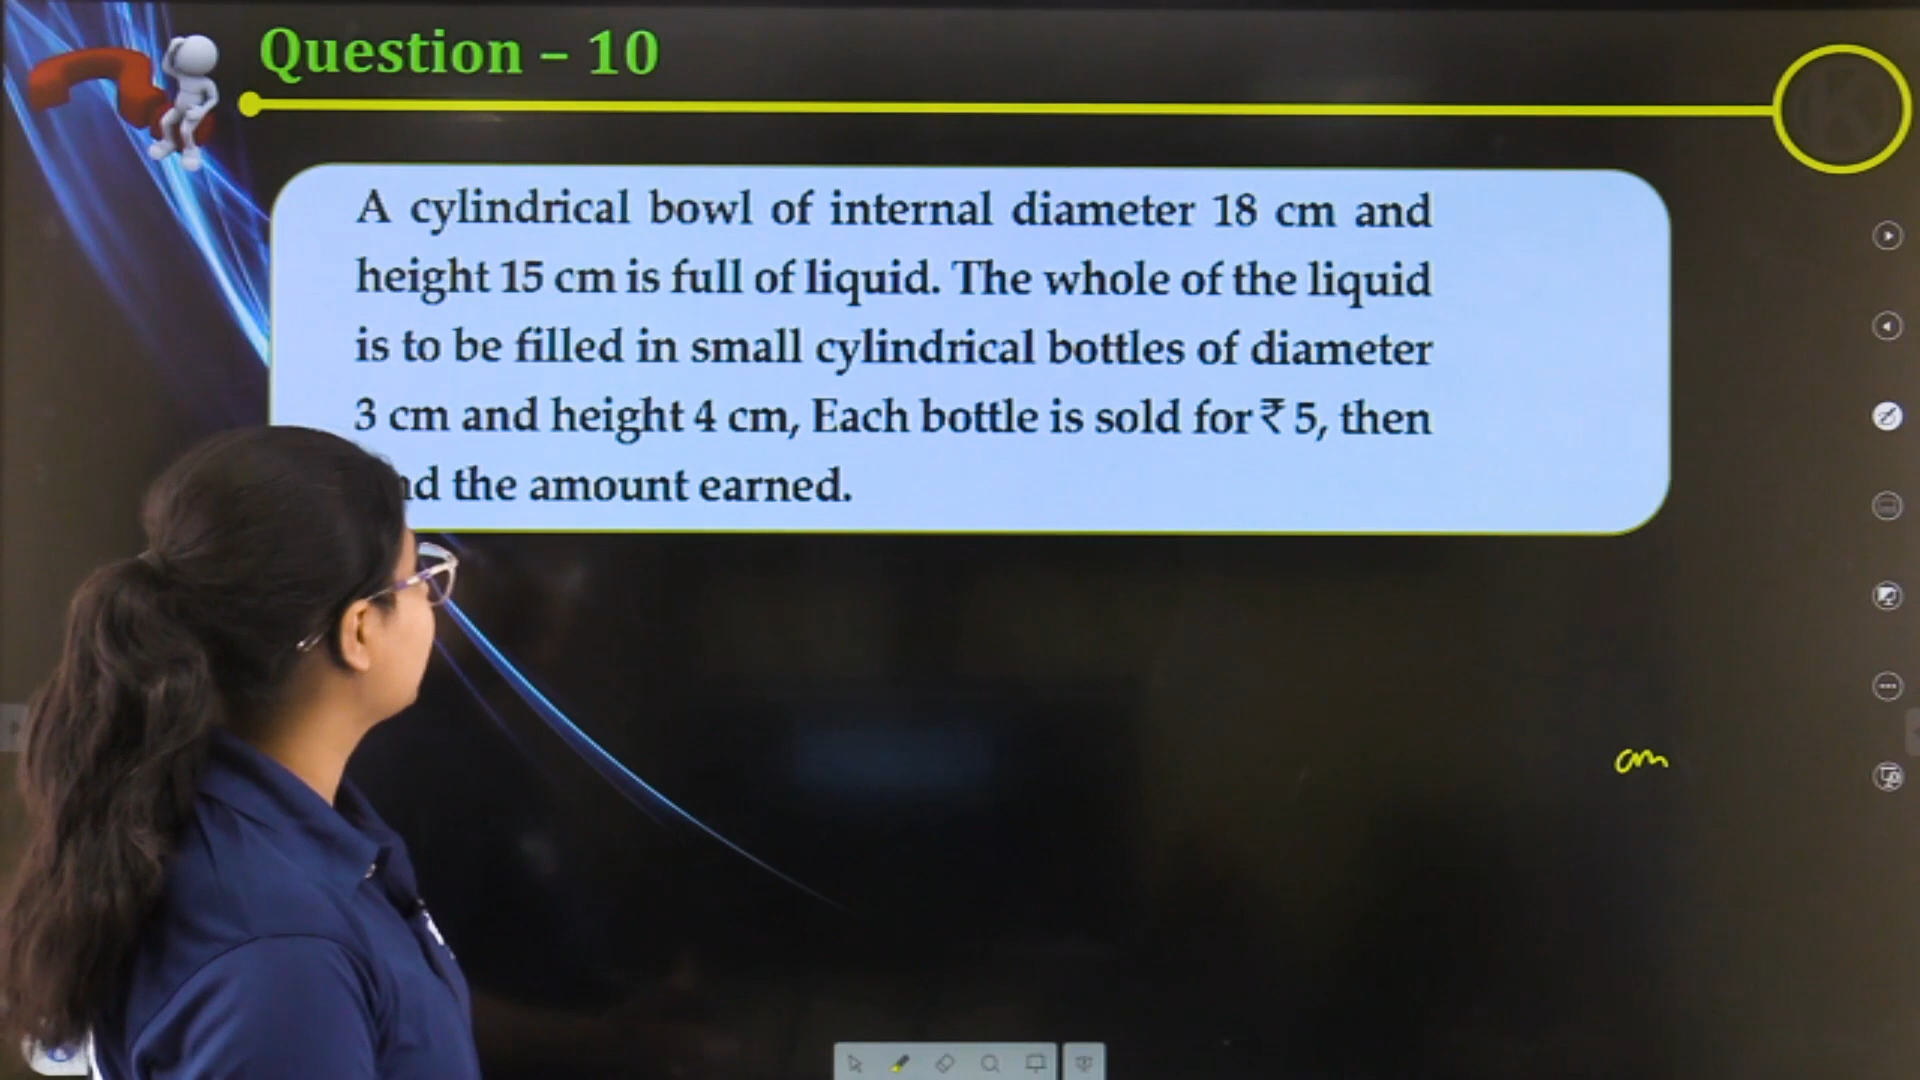 Question – 10
A cylindrical bowl of internal diameter 18 cm and
height 15 cm is full of liquid. The whole of the liquid
is to be filled in small cylindrical bottles of diameter
3 cm and height 4 cm, Each bottle is sold for ₹ 5, then
the amount earned.
cm